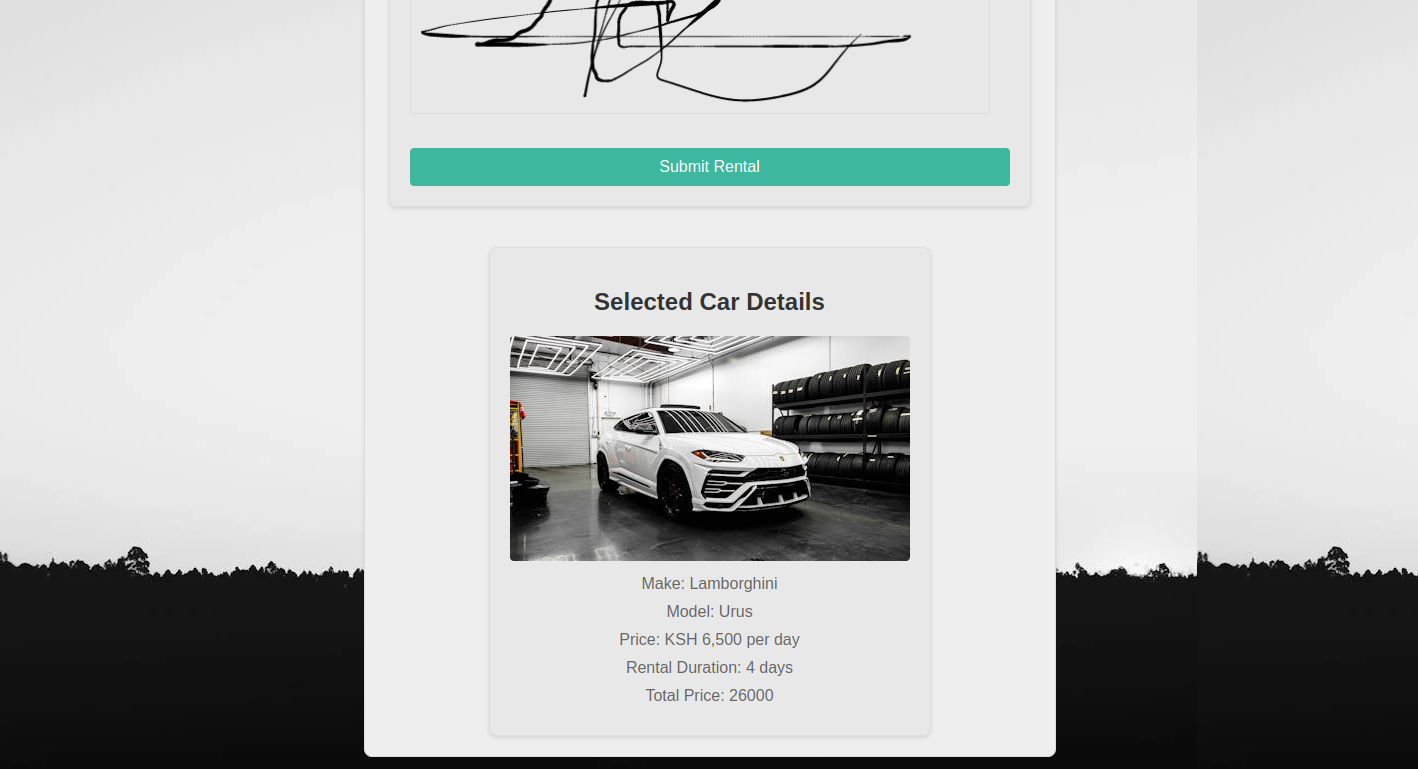 Submit Rental
Selected Car Details
Make: Lamborghini
Model: Urus
Price: KSH 6,500 per day
Rental Duration: 4 days
Total Price: 26000